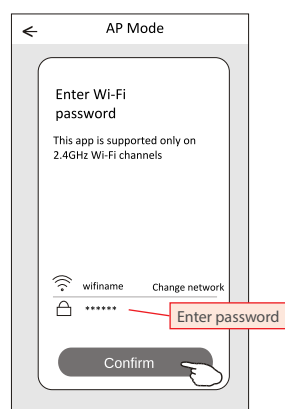 AP Mode
Enter Wi-Fi
password
This app is supported only on
2.4GHz Wi-Fi channels
wifiname Change network
******
Enter password
Confirm